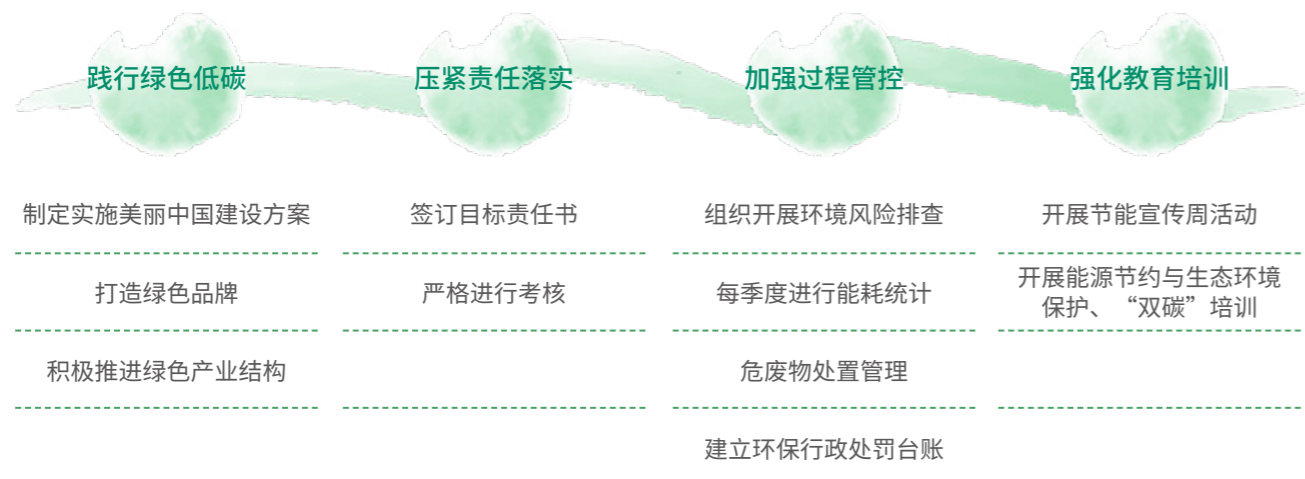 践行绿色低碳
压紧责任落实
加强过程管控
强化教育培训
制定实施美丽中国建设方案
签订目标责任书
组织开展环境风险排查
开展节能宣传周活动
打造绿色品牌
严格进行考核
每季度进行能耗统计
开展能源节约与生态环境
保护、“双碳”培训
积极推进绿色产业结构
危废物处置管理
建立环保行政处罚台账